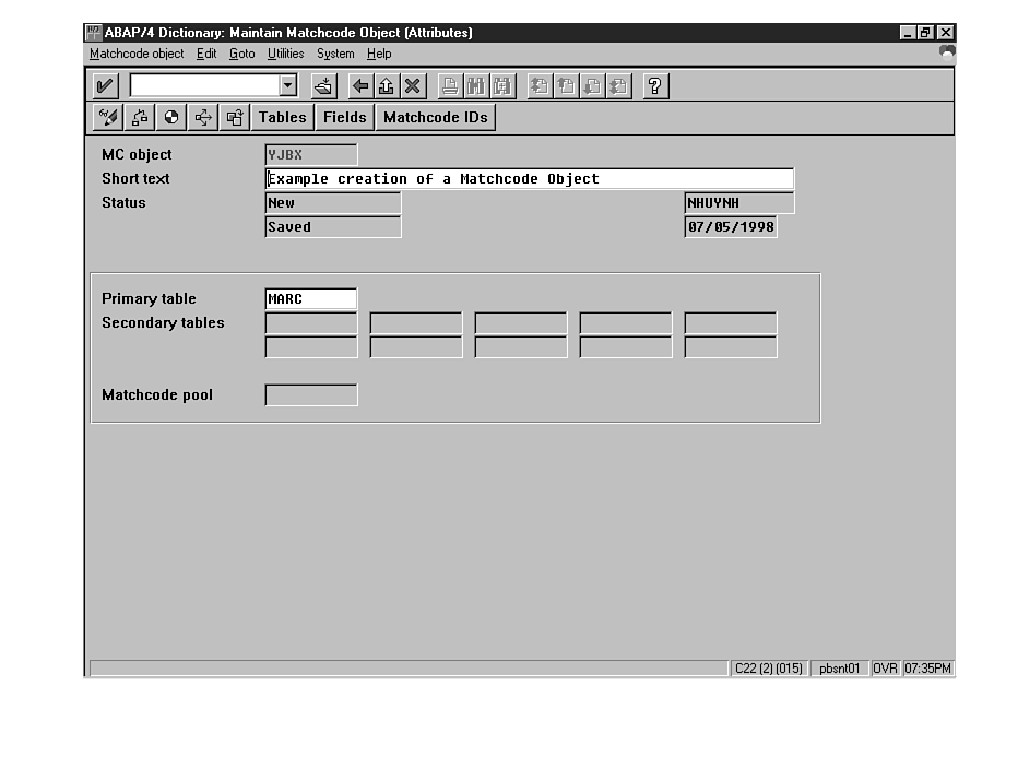 ABAP/4 Dictionary: Maintain Matchcode Object (Attributes)
Matchcode object Edit Goto Utilities System Help
Tables Fields Matchcode IDs
MC object YJBX
Short text Example creation of a Matchcode Object
Status New NHUYNH
Saved 07/05/1998
Primary table MARC
Secondary tables
Matchcode pool
C22 (2) (015) pbsnt01 OVR 07:35PM